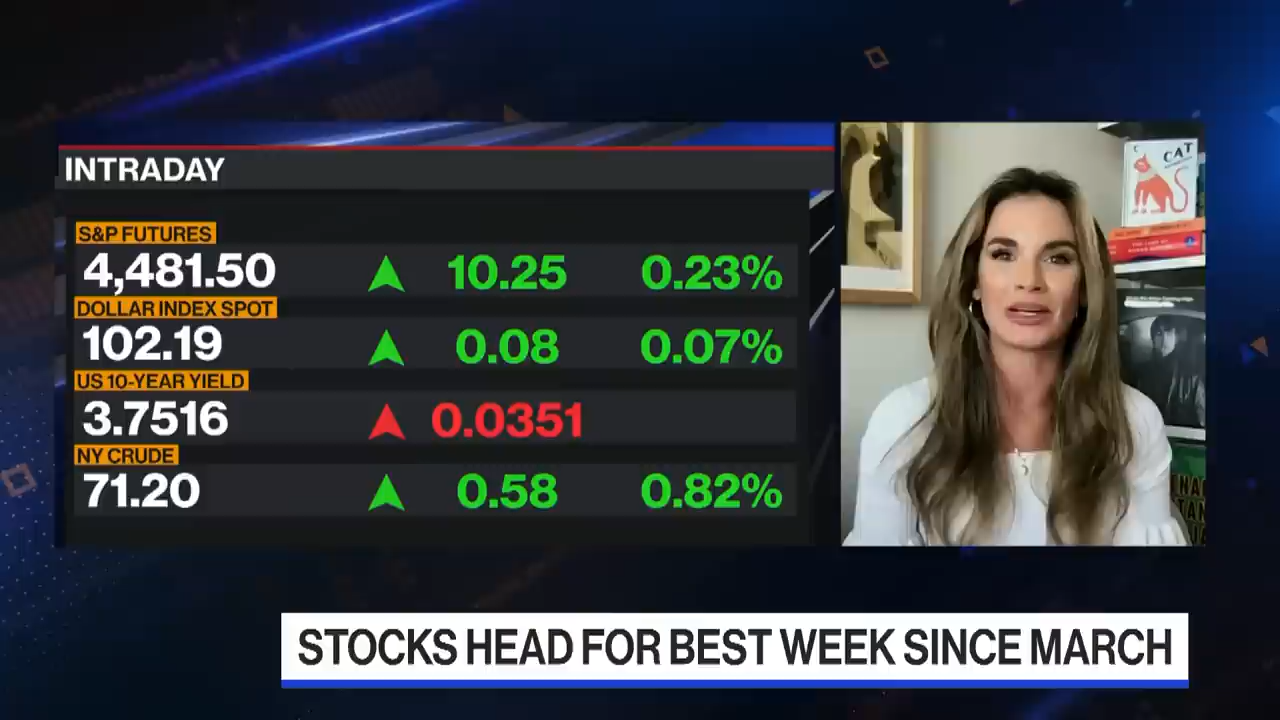 INTRADAY
S&P FUTURES
4,481.50 10.25 0.23%
DOLLAR INDEX SPOT
102.19 0.08 0.07%
US 10-YEAR YIELD
3.7516 0.0351
NY CRUDE
71.20 0.58 0.82%
CAT
STOCKS HEAD FOR BEST WEEK SINCE MARCH